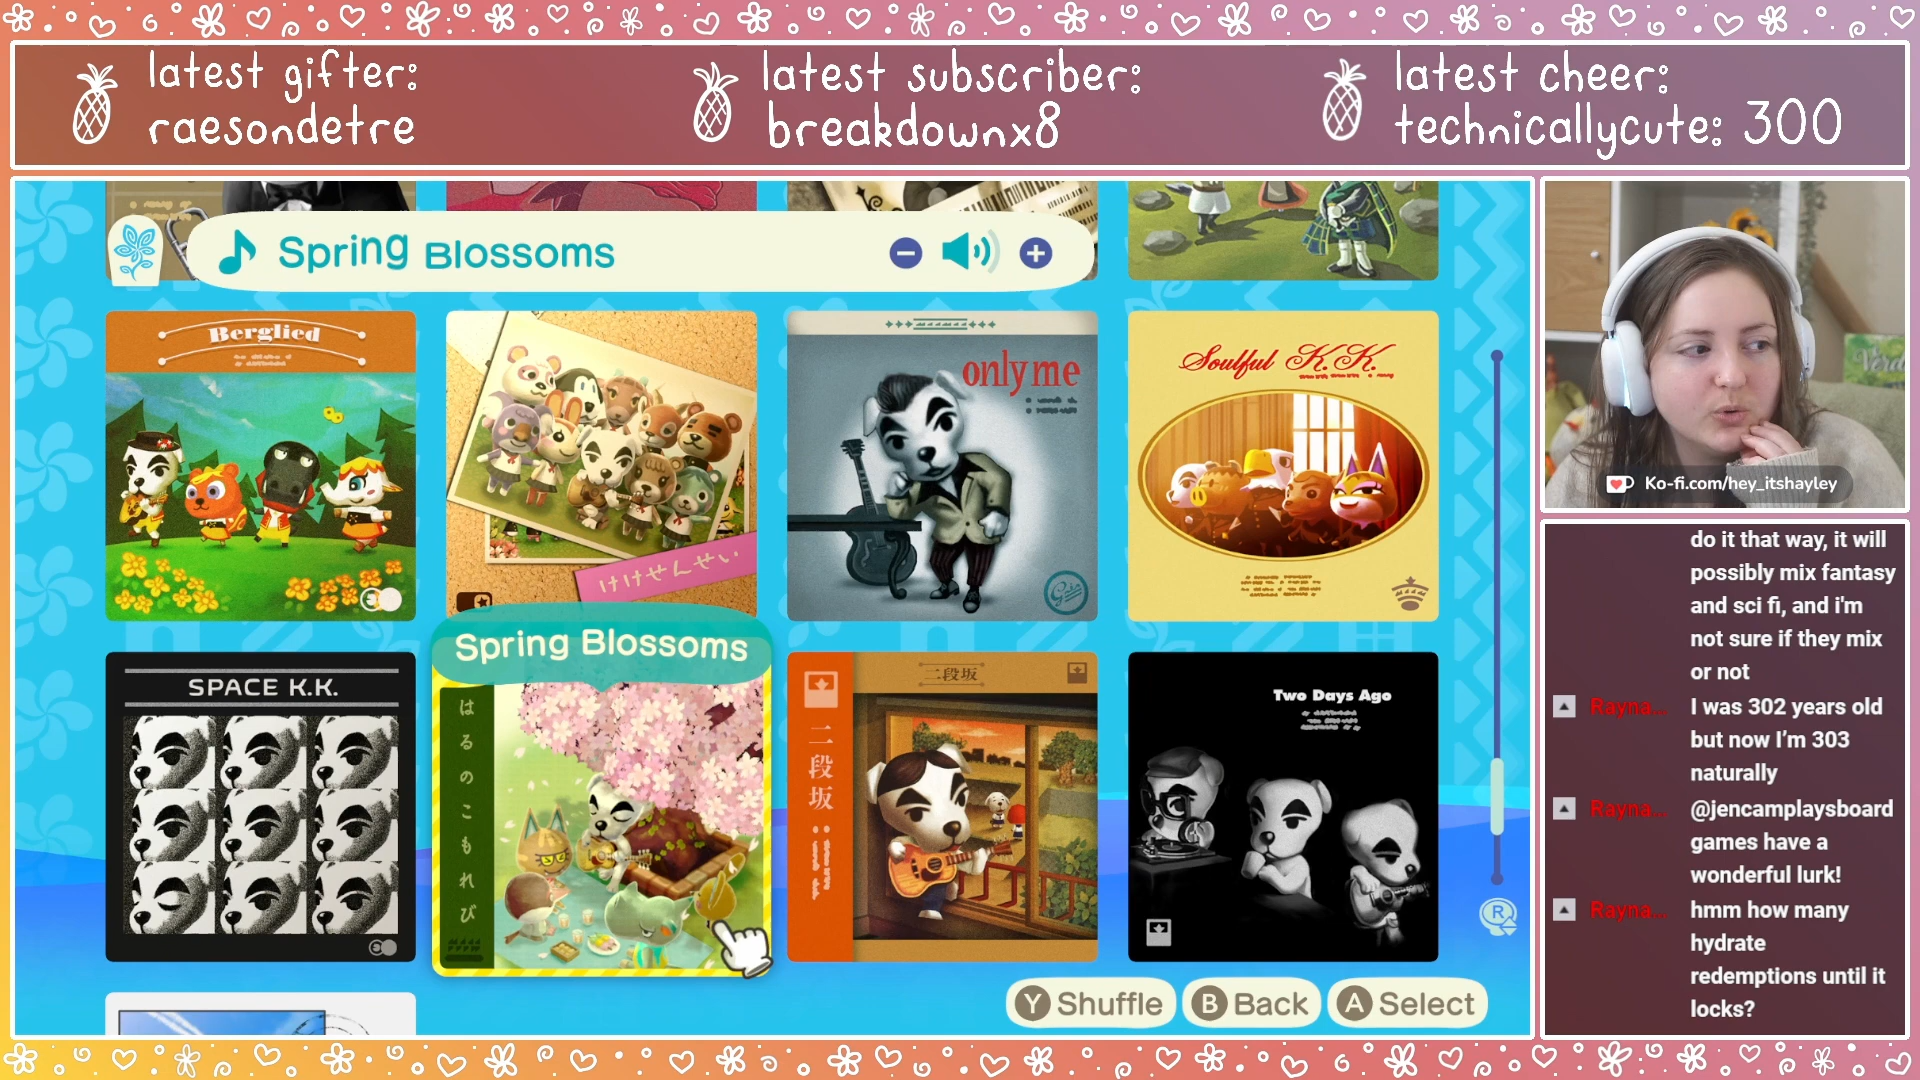 latest gifter:
raesondetre
latest subscriber:
breakdownx8
latest cheer:
technicallycute: 300
Spring Blossoms
Berglied
けけせんせい
only me
Soulful K.K.
SPACE K.K.
Spring Blossoms
はるのこもれび
二段坂
二段坂
Two Days Ago
R
Y Shuffle
B Back
A Select
Ko-fi.com/hey_itshayley
do it that way, it will
possibly mix fantasy
and sci fi, and i'm
not sure if they mix
or not
Rayna... I was 302 years old
but now I'm 303
naturally
Rayna... @jencamplaysboard
games have a
wonderful lurk!
Rayna... hmm how many
hydrate
redemptions until it
locks?